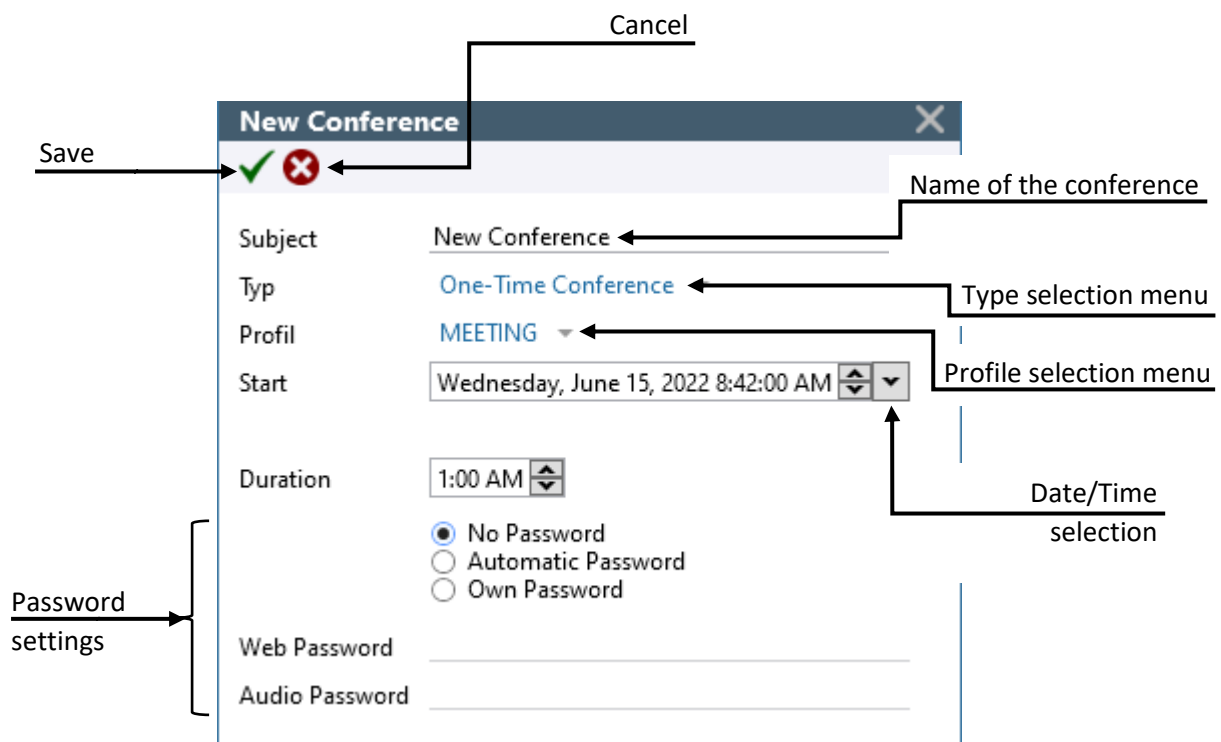 Cancel
New Conference
Save
Name of the conference
Subject New Conference
Typ One-Time Conference
Type selection menu
Profil MEETING
Profile selection menu
Start Wednesday, June 15, 2022 8:42:00 AM
Duration 1:00 AM
Date/Time
selection
No Password
Automatic Password
Own Password
Password
settings
Web Password
Audio Password